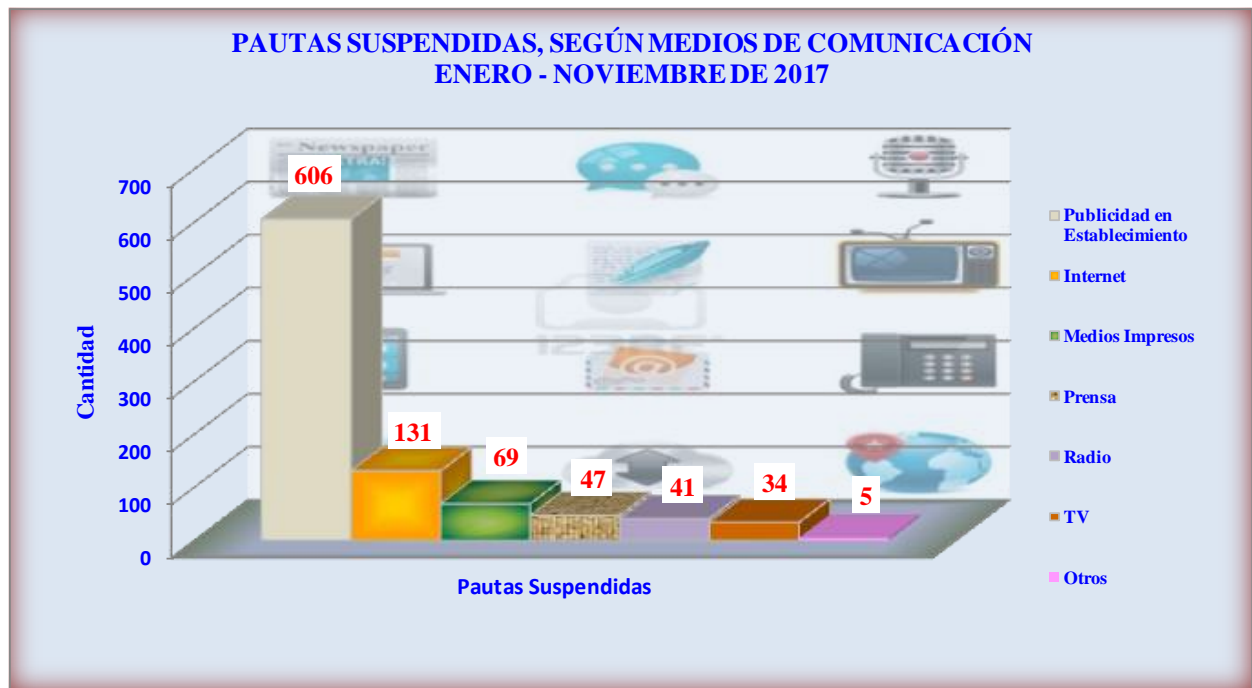 PAUTAS SUSPENDIDAS, SEGÚN MEDIOS DE COMUNICACIÓN
ENERO - NOVIEMBRE DE 2017
Newspaper
700
600
500
400
300
200
100
0
Cantidad
606
131
69
47
41
34
5
Pautas Suspendidas
Publicidad en
Establecimiento
Internet
Medios Impresos
Prensa
Radio
TV
Otros